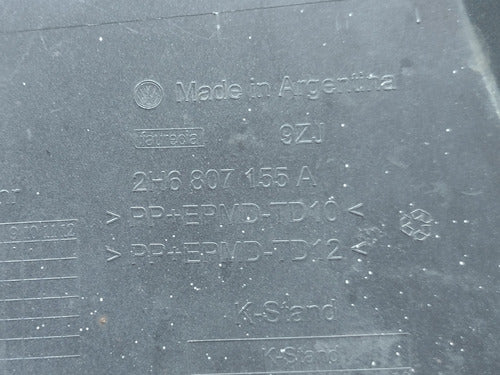 Made in Argentina
faurecia 9ZJ
2H6 807 155 A
>PP+EPMD-TD10<
>PP+EPMD-TD12<
K-Stand
K-Stand